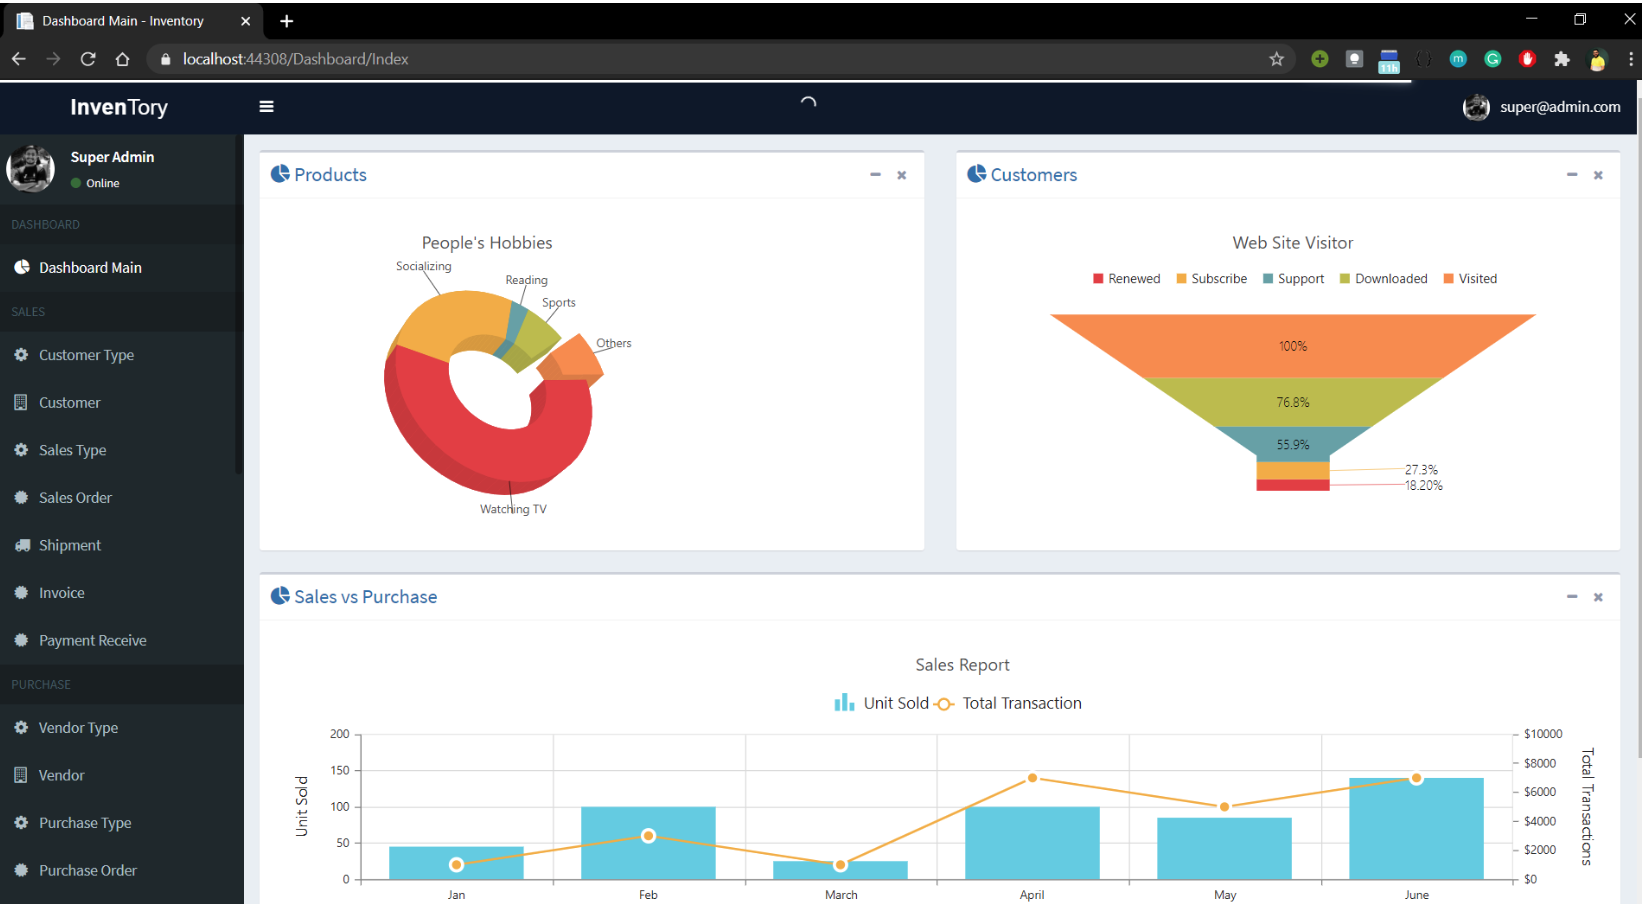 Dashboard Main - Inventory
localhost:44308/Dashboard/Index
11h
m
G
InvenTory
super@admin.com
Super Admin
Online
DASHBOARD
Dashboard Main
SALES
Customer Type
Customer
Sales Type
Sales Order
Shipment
Invoice
Payment Receive
PURCHASE
Vendor Type
Vendor
Purchase Type
Purchase Order
Products
People's Hobbies
Socializing
Reading
Sports
Others
Watching TV
Customers
Web Site Visitor
Renewed Subscribe Support Downloaded Visited
100%
76.8%
55.9%
27.3%
18.20%
Sales vs Purchase
Sales Report
Unit Sold Total Transaction
Unit Sold
200
150
100
50
0
Jan Feb March April May June
$10000
$8000
$6000
$4000
$2000
$0
Total Transactions